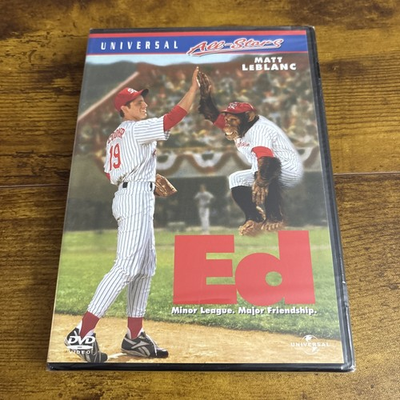 UNIVERSAL All-Stars
MATT
LeBLANC
19
Ed
Minor League. Major Friendship.
DVD
VIDEO
UNIVERSAL